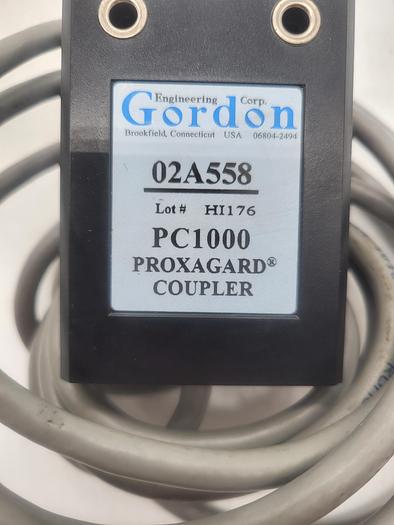 Engineering Corp.
Gordon
Brookfield, Connecticut USA 06804-2494
02A558
Lot # HI176
PC1000
PROXAGARD®
COUPLER